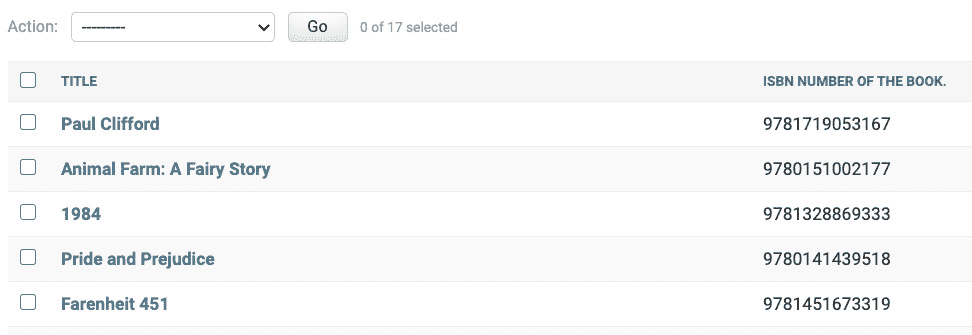 Action: --------- Go 0 of 17 selected
TITLE ISBN NUMBER OF THE BOOK.
Paul Clifford 9781719053167
Animal Farm: A Fairy Story 9780151002177
1984 9781328869333
Pride and Prejudice 9780141439518
Farenheit 451 9781451673319